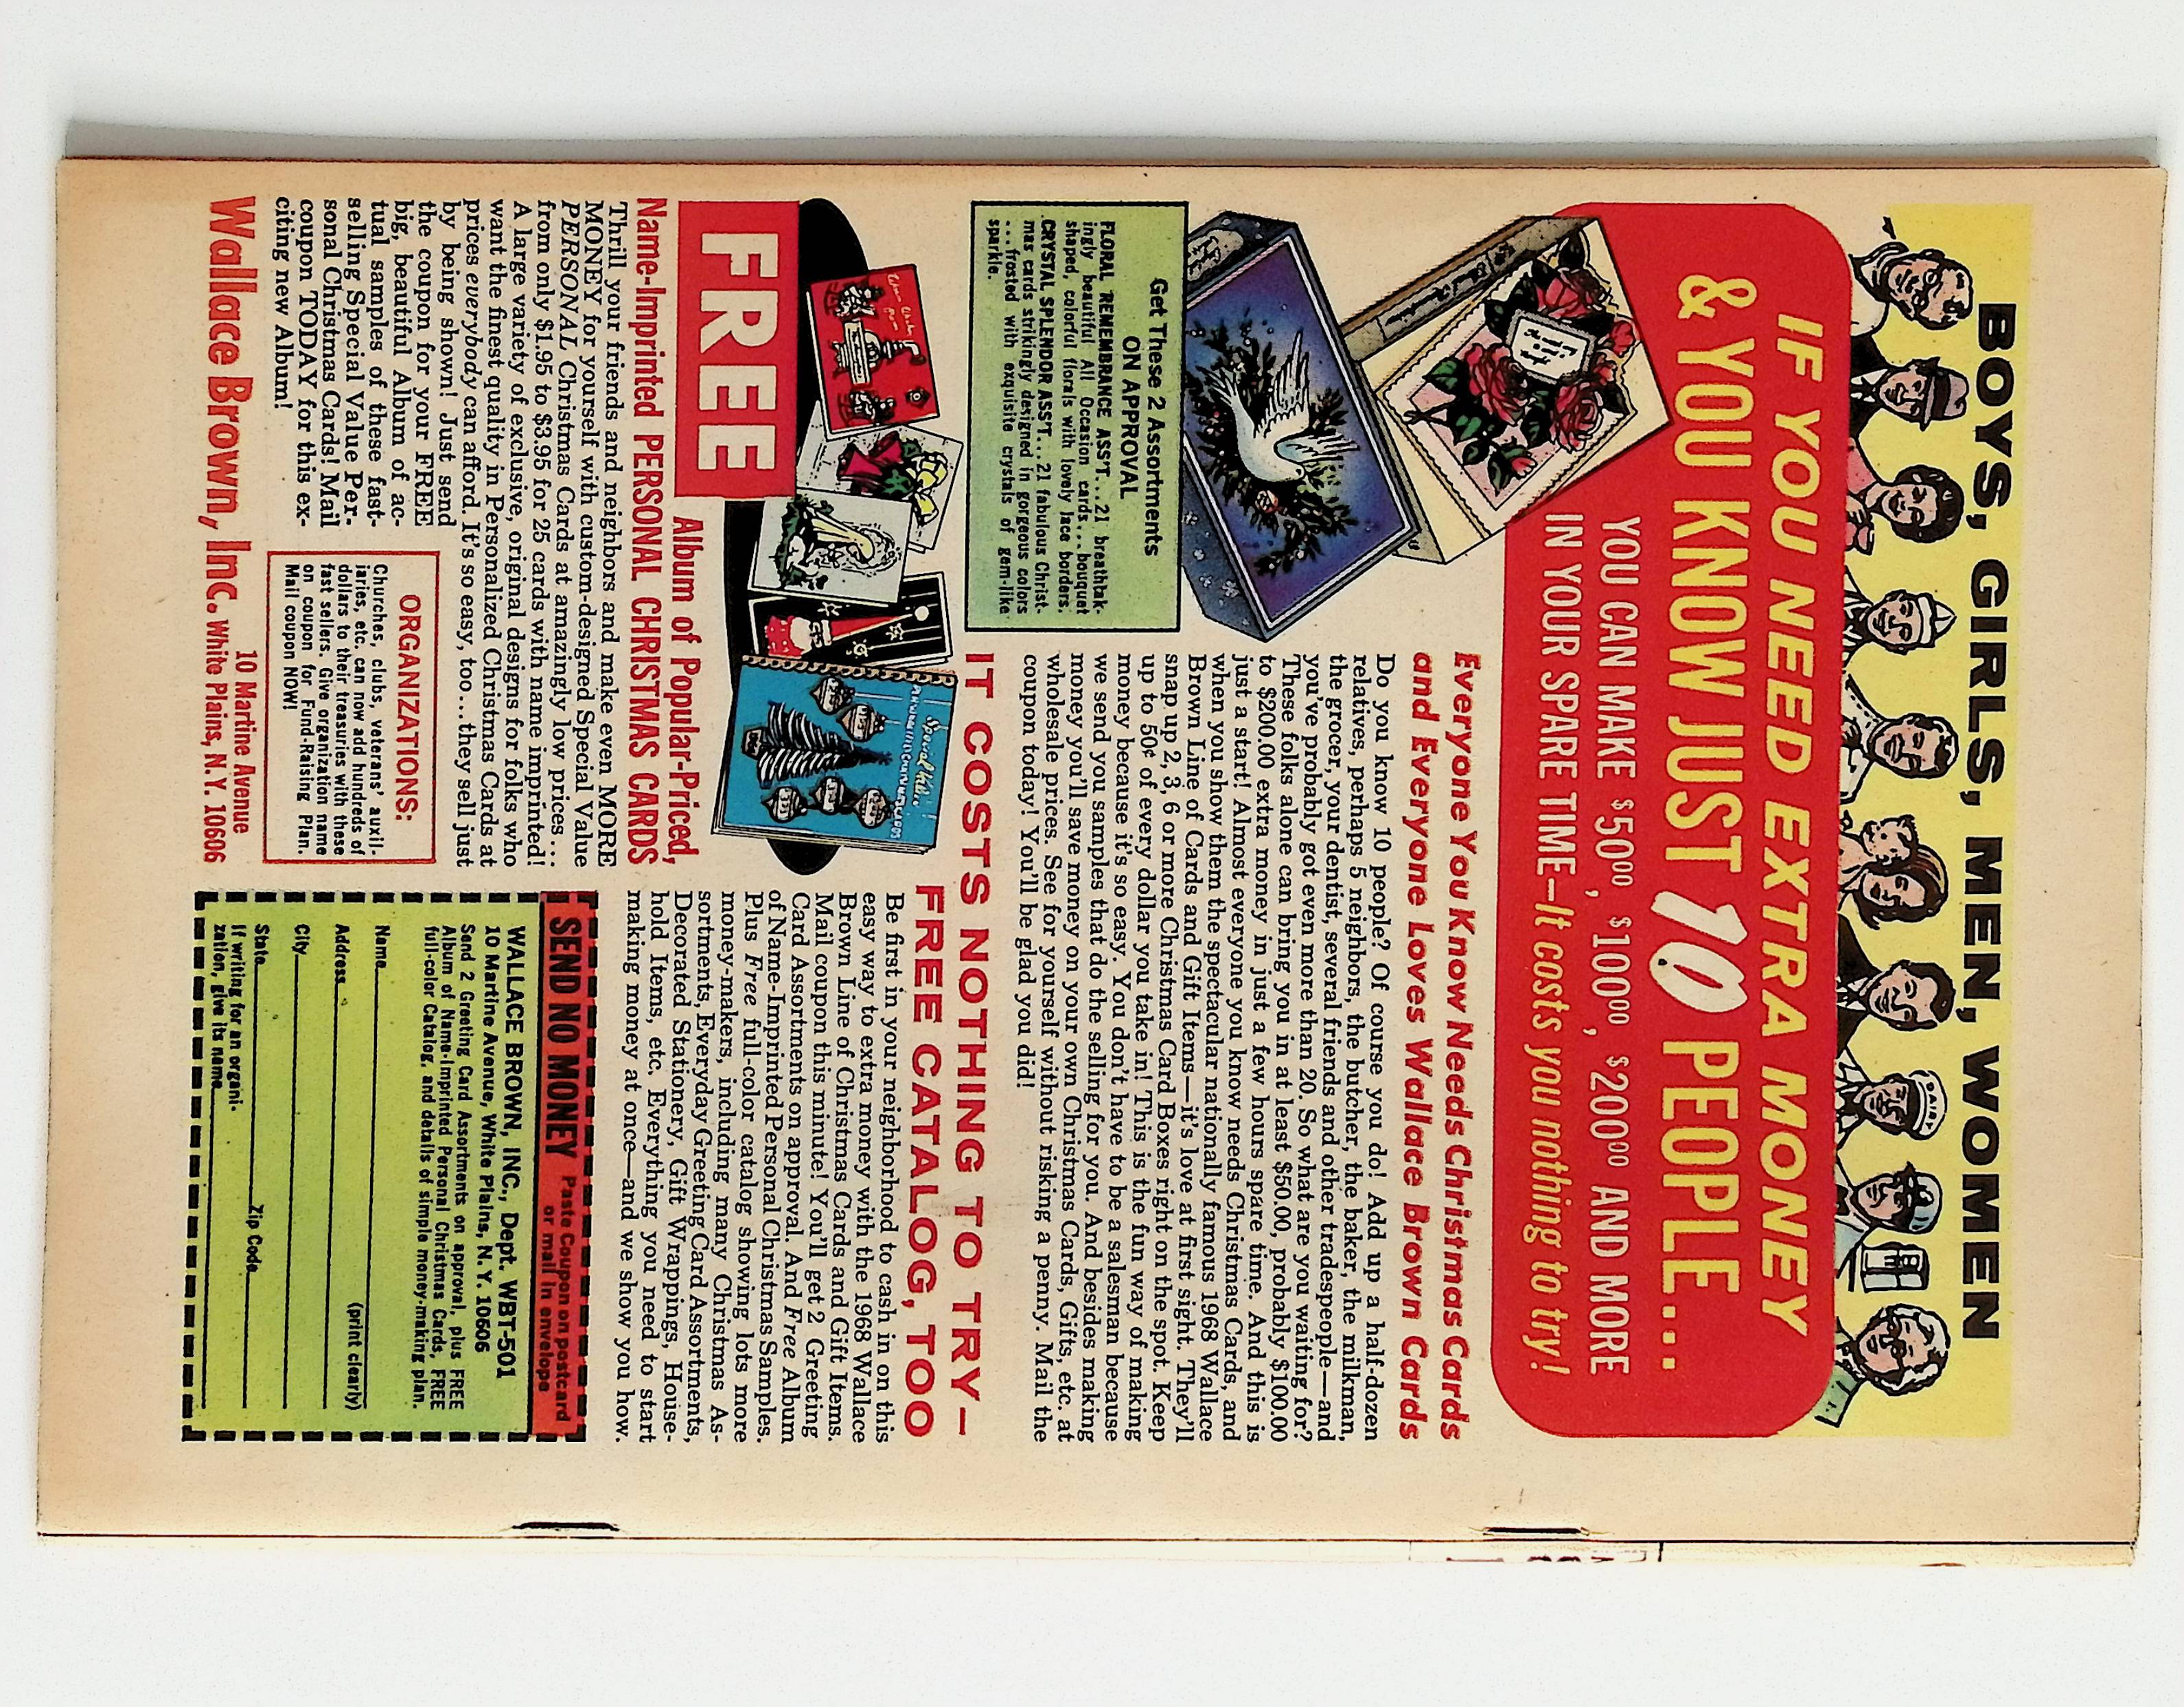 BOYS, GIRLS, MEN, WOMEN
DAIRY
IF YOU NEED EXTRA MONEY
& YOU KNOW JUST 10 PEOPLE...
YOU CAN MAKE $50⁰⁰, $100⁰⁰, $200⁰⁰ AND MORE
IN YOUR SPARE TIME—It costs you nothing to try!
Get These 2 Assortments
ON APPROVAL
FLORAL REMEMBRANCE ASS'T...21 breathtak-
ingly beautiful All Occasion cards...bouquet
shaped, colorful florals with lovely lace borders.
CRYSTAL SPLENDOR ASST...21 fabulous Christ-
mas cards strikingly designed in gorgeous colors
...frosted with exquisite crystals of gem-like
sparkle.
Everyone You Know Needs Christmas Cards
and Everyone Loves Wallace Brown Cards
Do you know 10 people? Of course you do! Add up a half-dozen
relatives, perhaps 5 neighbors, the butcher, the baker, the milkman,
the grocer, your dentist, several friends and other tradespeople—and
you've probably got even more than 20. So what are you waiting for?
These folks alone can bring you in at least $50.00, probably $100.00
to $200.00 extra money in just a few hours spare time. And this is
just a start! Almost everyone you know needs Christmas Cards, and
when you show them the spectacular nationally famous 1968 Wallace
Brown Line of Cards and Gift Items—it's love at first sight. They'll
snap up 2, 3, 6 or more Christmas Card Boxes right on the spot. Keep
up to 50¢ of every dollar you take in! This is the fun way of making
money because it's so easy. You don't have to be a salesman because
we send you samples that do the selling for you. And besides making
money you'll save money on your own Christmas Cards, Gifts, etc. at
wholesale prices. See for yourself without risking a penny. Mail the
coupon today! You'll be glad you did!
FREE
Album of Popular-Priced,
Name-Imprinted PERSONAL CHRISTMAS CARDS
Thrill your friends and neighbors and make even MORE
MONEY for yourself with custom-designed Special Value
PERSONAL Christmas Cards at amazingly low prices...
from only $1.95 to $3.95 for 25 cards with name imprinted!
A large variety of exclusive, original designs for folks who
want the finest quality in Personalized Christmas Cards at
prices everybody can afford. It's so easy, too...they sell just
by being shown! Just send
the coupon for your FREE
big, beautiful Album of ac-
tual samples of these fast-
selling Special Value Per-
sonal Christmas Cards! Mail
coupon TODAY for this ex-
citing new Album!
ORGANIZATIONS:
Churches, clubs, veterans' auxil-
iaries, etc. can now add hundreds of
dollars to their treasuries with these
fast sellers. Give organization name
on coupon for Fund-Raising Plan.
Mail coupon NOW!
Wallace Brown, Inc.
10 Martine Avenue
White Plains, N.Y. 10606
IT COSTS NOTHING TO TRY—
FREE CATALOG, TOO
Be first in your neighborhood to cash in on this
easy way to extra money with the 1968 Wallace
Brown Line of Christmas Cards and Gift Items.
Mail coupon this minute! You'll get 2 Greeting
Card Assortments on approval. And Free Album
of Name-Imprinted Personal Christmas Samples.
Plus Free full-color catalog showing lots more
money-makers, including many Christmas As-
sortments, Everyday Greeting Card Assortments,
Decorated Stationery, Gift Wrappings, House-
hold Items, etc. Everything you need to start
making money at once—and we show you how.
SEND NO MONEY
Paste Coupon on postcard
or mail in envelope
WALLACE BROWN, INC., Dept. WBT-501
10 Martine Avenue, White Plains, N. Y. 10606
Send 2 Greeting Card Assortments on approval, plus FREE
Album of Name-Imprinted Personal Christmas Cards, FREE
full-color Catalog, and details of simple money-making plan.
Name
(print clearly)
Address
City
State Zip Code
If writing for an organi-
zation, give its name